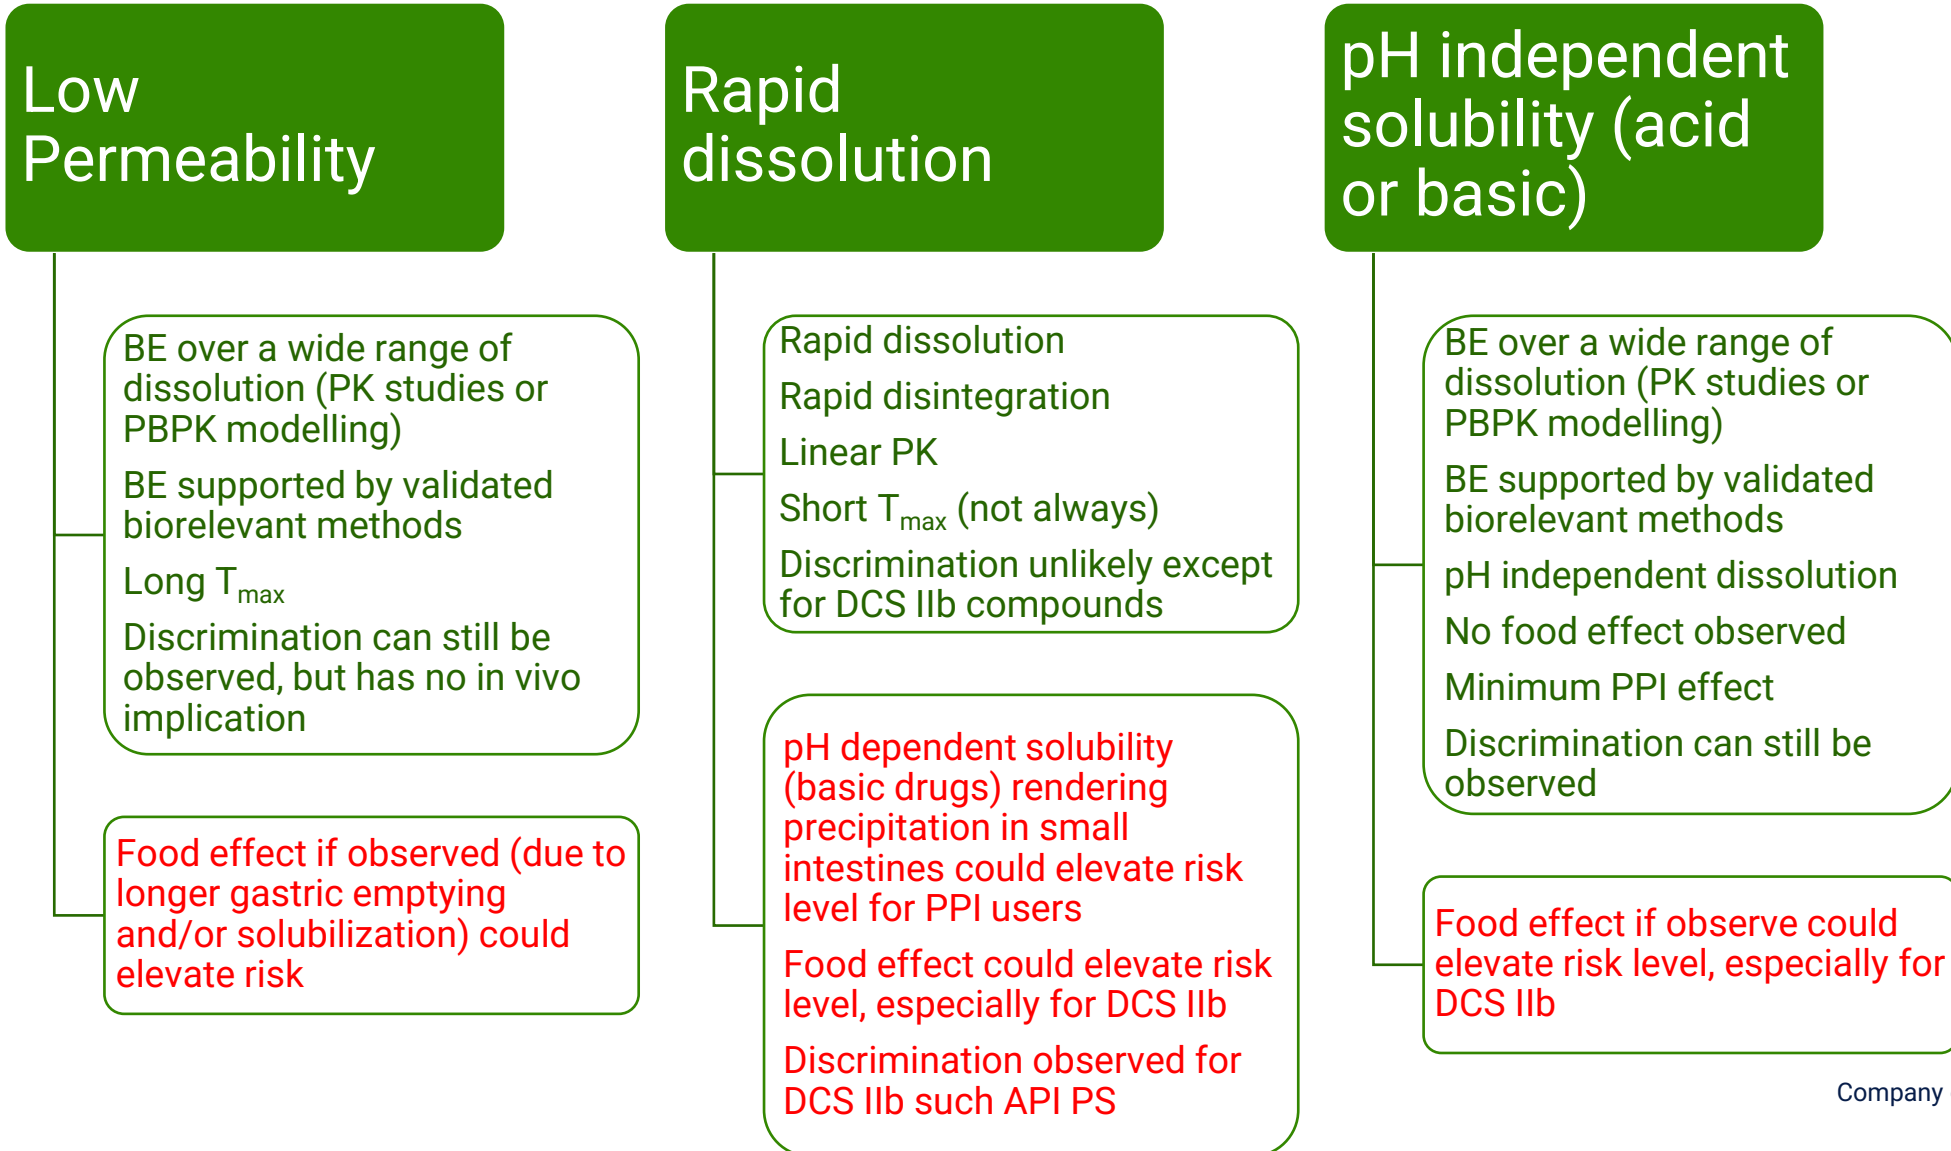 Low
Permeability
BE over a wide range of
dissolution (PK studies or
PBPK modelling)
BE supported by validated
biorelevant methods
Long Tmax
Discrimination can still be
observed, but has no in vivo
implication
Food effect if observed (due to
longer gastric emptying
and/or solubilization) could
elevate risk
Rapid
dissolution
Rapid dissolution
Rapid disintegration
Linear PK
Short Tmax (not always)
Discrimination unlikely except
for DCS IIb compounds
pH dependent solubility
(basic drugs) rendering
precipitation in small
intestines could elevate risk
level for PPI users
Food effect could elevate risk
level, especially for DCS IIb
Discrimination observed for
DCS IIb such API PS
pH independent
solubility (acid
or basic)
BE over a wide range of
dissolution (PK studies or
PBPK modelling)
BE supported by validated
biorelevant methods
pH independent dissolution
No food effect observed
Minimum PPI effect
Discrimination can still be
observed
Food effect if observe could
elevate risk level, especially for
DCS IIb
Company